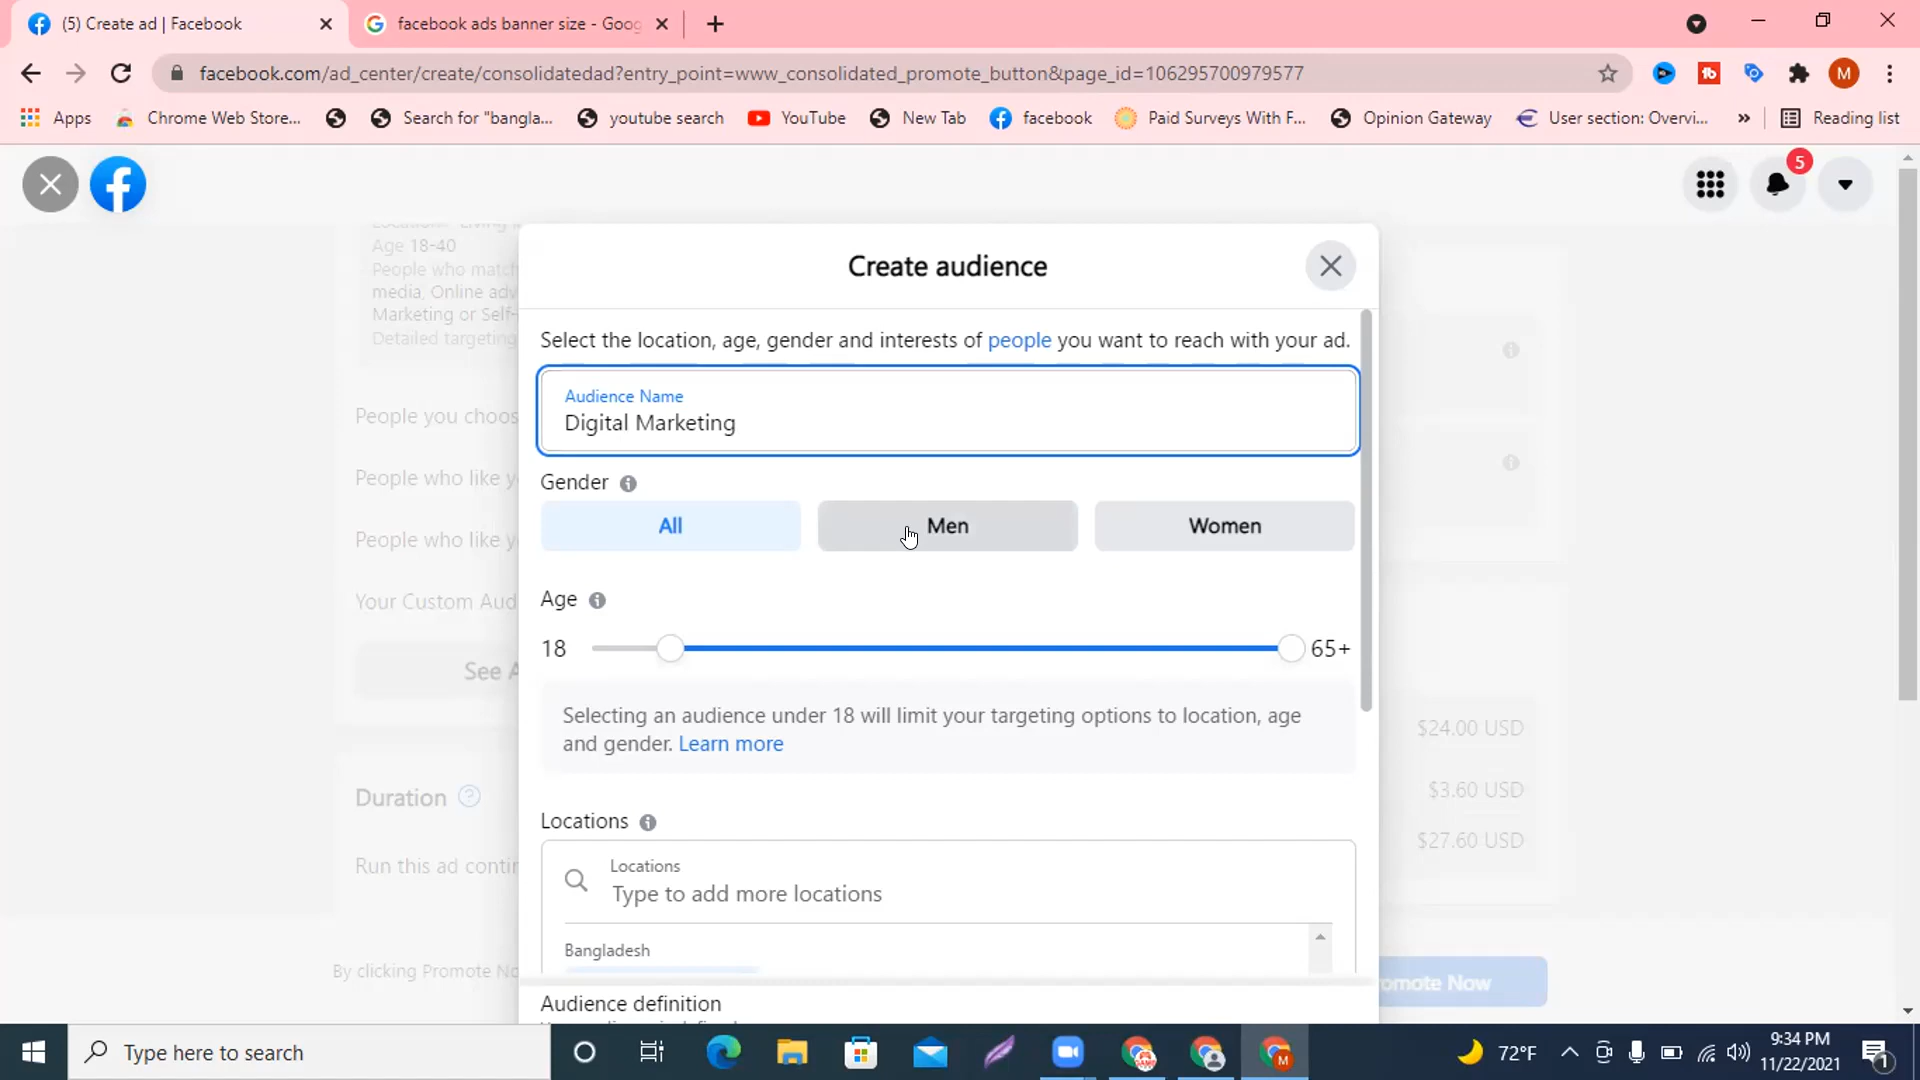 (5) Create ad | Facebook
facebook ads banner size - Goog
facebook.com/ad_center/create/consolidatedad?entry_point=www_consolidated_promote_button&page_id=106295700979577
M
Apps
Chrome Web Store...
Search for "bangla...
youtube search
YouTube
New Tab
facebook
Paid Surveys With F...
Opinion Gateway
User section: Overvi...
»
Reading list
5
Age 18-40
People who match
media, Online adv
Marketing or Self-
Detailed targeting
People you choos
People who like y
People who like y
Your Custom Aud
See A
Duration
Run this ad contin
By clicking Promote No
Create audience
Select the location, age, gender and interests of people you want to reach with your ad.
Audience Name
Digital Marketing
Gender
All
Men
Women
Age
18
65+
Selecting an audience under 18 will limit your targeting options to location, age
and gender. Learn more
Locations
Locations
Type to add more locations
Bangladesh
Audience definition
$24.00 USD
$3.60 USD
$27.60 USD
omote Now
Type here to search
72°F
9:34 PM
11/22/2021
1